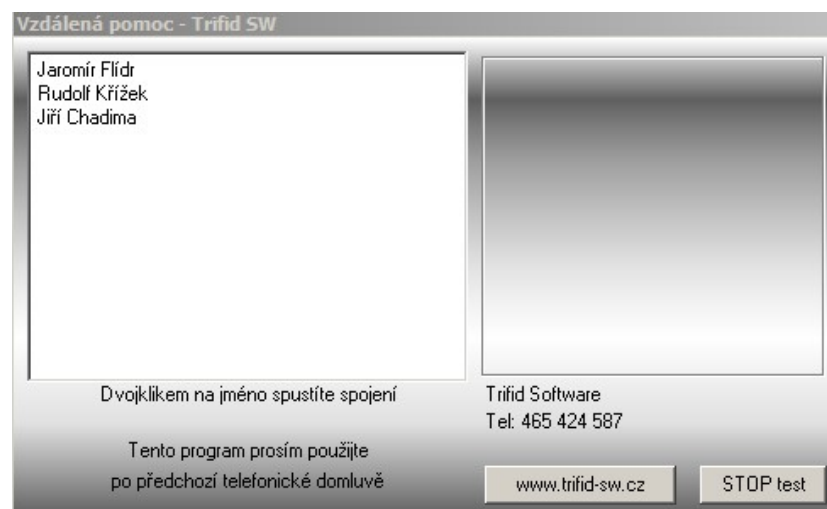 Vzdálená pomoc - Trifid SW
Jaromír Flídr
Rudolf Křížek
Jiří Chadima
Dvojklikem na jméno spustíte spojení
Tento program prosím použijte
po předchozí telefonické domluvě
Trifid Software
Tel: 465 424 587
www.trifid-sw.cz
STOP test